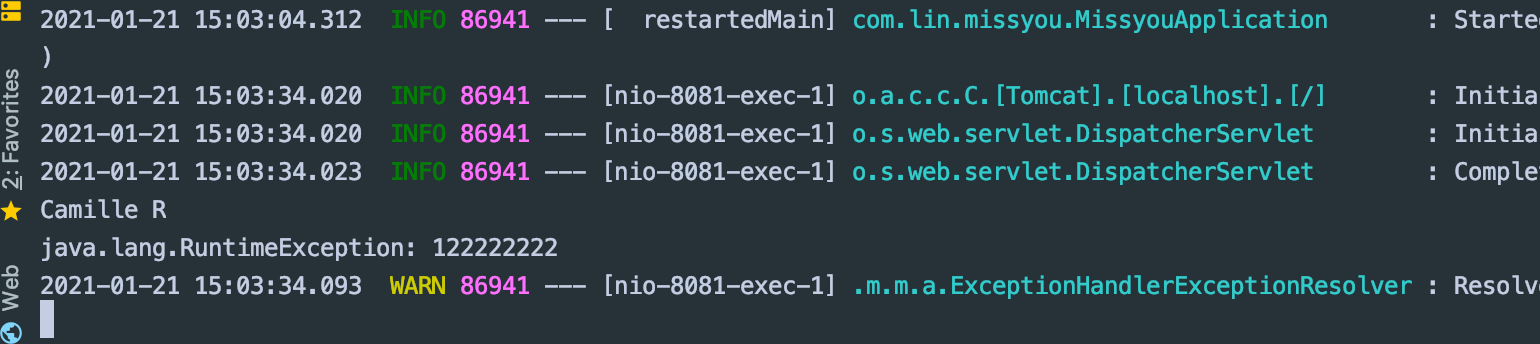 2021-01-21 15:03:04.312  INFO 86941 --- [  restartedMain] com.lin.missyou.MissyouApplication       : Starte
)
2021-01-21 15:03:34.020  INFO 86941 --- [nio-8081-exec-1] o.a.c.c.C.[Tomcat].[localhost].[/]       : Initia
2021-01-21 15:03:34.020  INFO 86941 --- [nio-8081-exec-1] o.s.web.servlet.DispatcherServlet        : Initia
2021-01-21 15:03:34.023  INFO 86941 --- [nio-8081-exec-1] o.s.web.servlet.DispatcherServlet        : Complet
Camille R
java.lang.RuntimeException: 122222222
2021-01-21 15:03:34.093  WARN 86941 --- [nio-8081-exec-1] .m.m.a.ExceptionHandlerExceptionResolver : Resolv
2: Favorites
Web